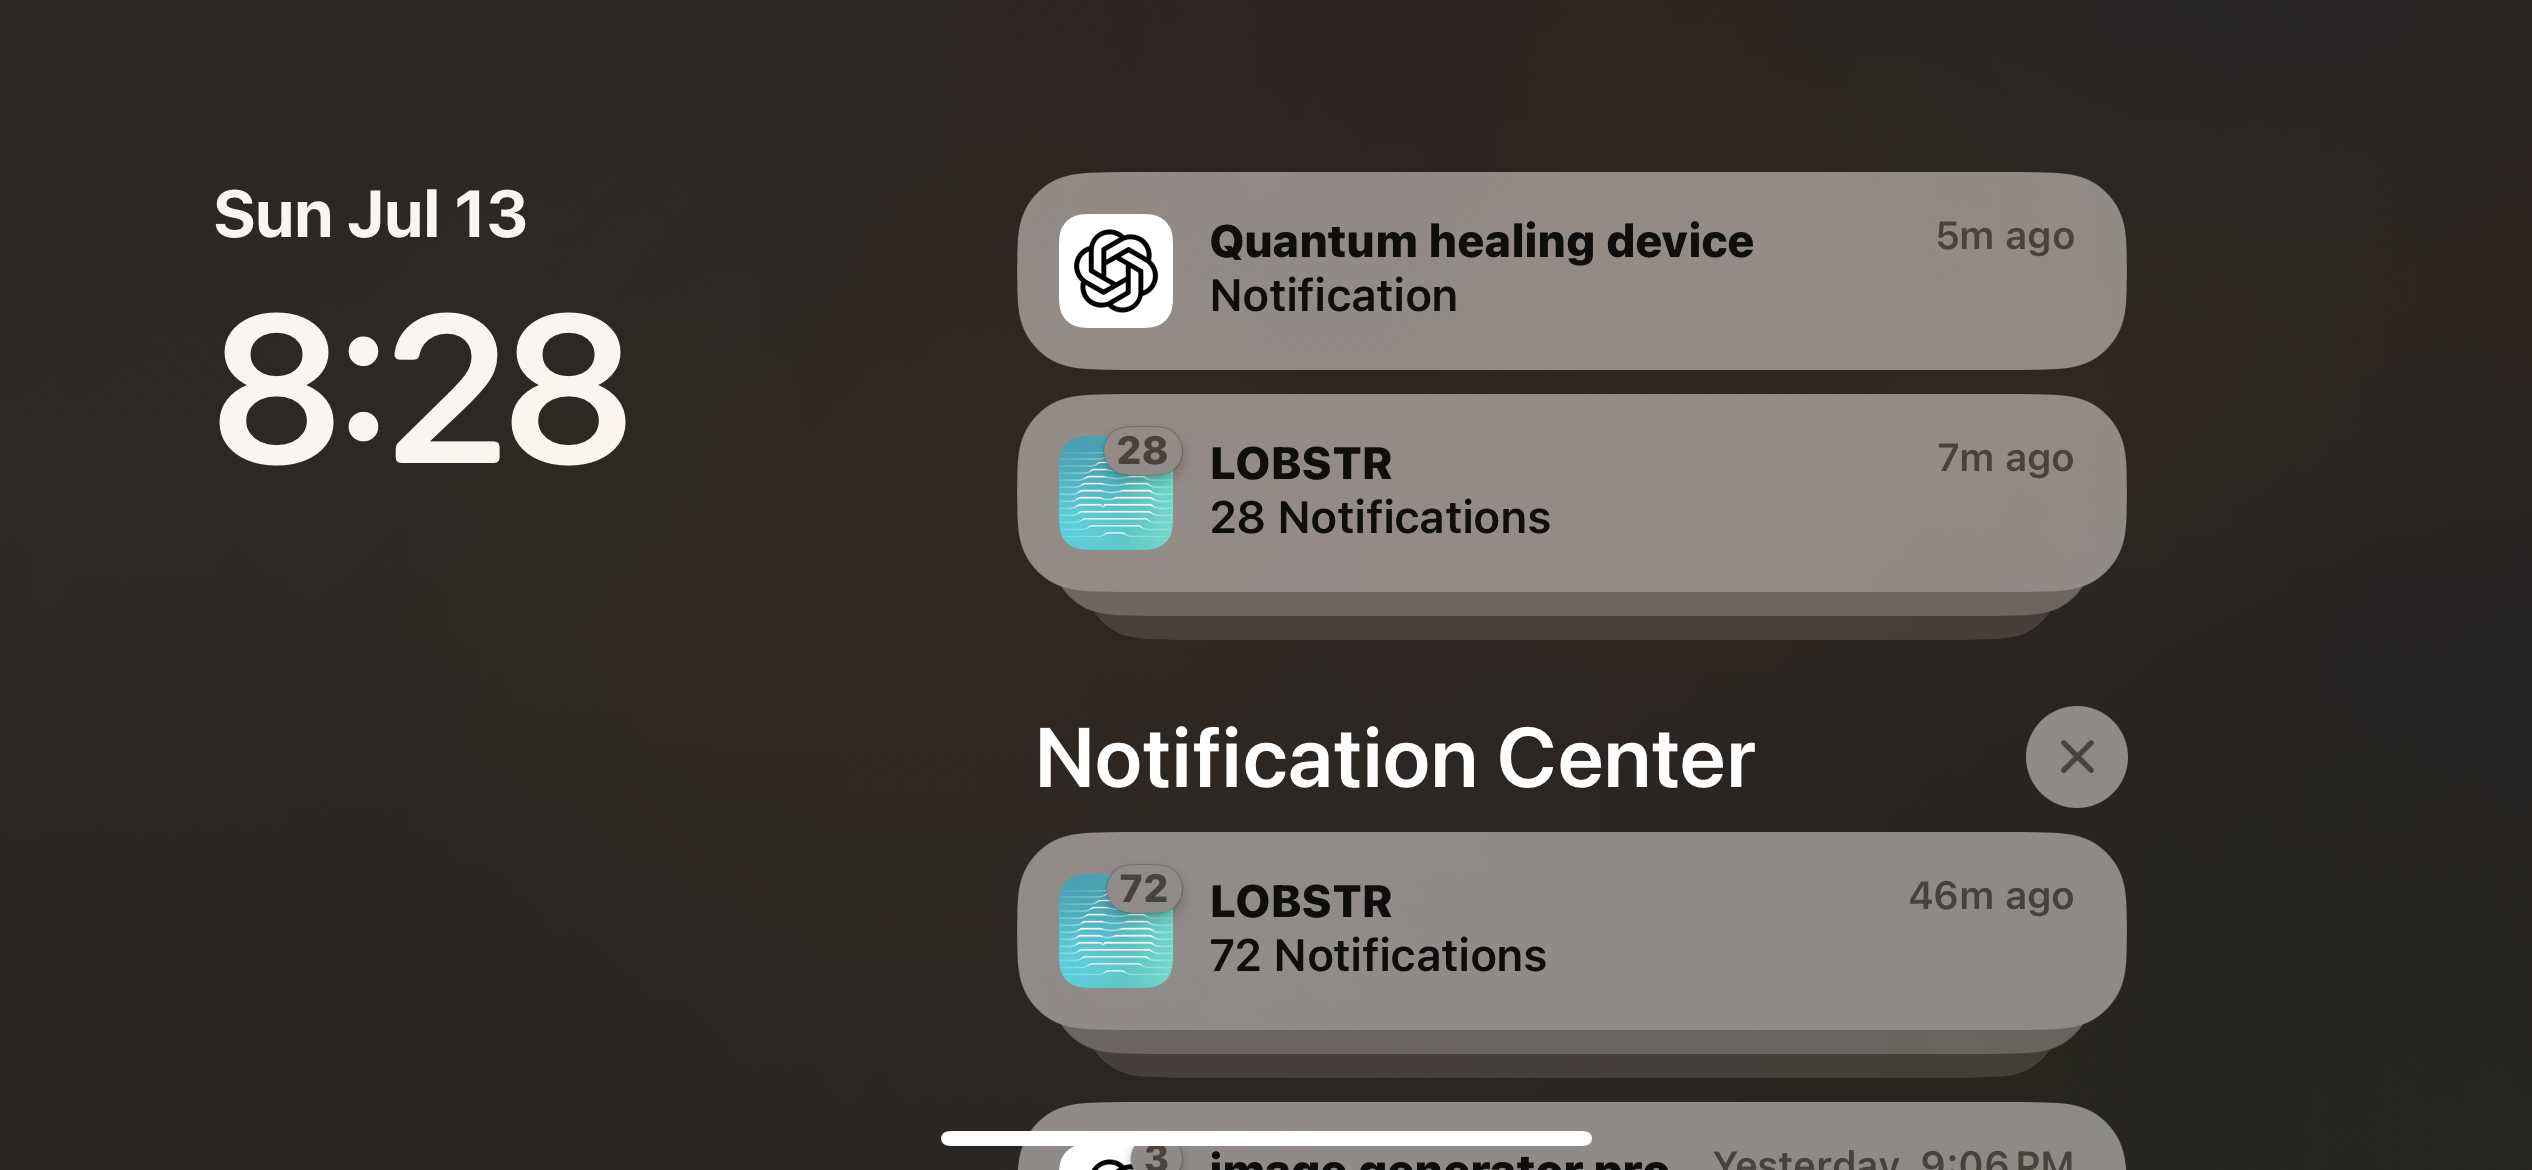 Sun Jul 13
8:28
Quantum healing device
5m ago
Notification
28
LOBSTR
7m ago
28 Notifications
Notification Center
72
LOBSTR
46m ago
72 Notifications
3
image generator pro
Yesterday, 9:06 PM